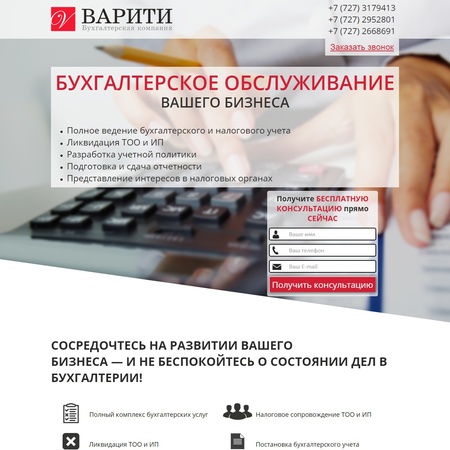 ВАРИТИ
Бухгалтерская компания
+7 (727) 3179413
+7 (727) 2952801
+7 (727) 2668691
Заказать звонок
БУХГАЛТЕРСКОЕ ОБСЛУЖИВАНИЕ
ВАШЕГО БИЗНЕСА
Полное ведение бухгалтерского и налогового учета
Ликвидация ТОО и ИП
Разработка учетной политики
Подготовка и сдача отчетности
Представление интересов в налоговых органах
Получите БЕСПЛАТНУЮ
КОНСУЛЬТАЦИЮ прямо
СЕЙЧАС
Ваше имя
Ваш телефон
Ваш E-mail
Получить консультацию
СОСРЕДОЧТЕСЬ НА РАЗВИТИИ ВАШЕГО
БИЗНЕСА — И НЕ БЕСПОКОЙТЕСЬ О СОСТОЯНИИ ДЕЛ В
БУХГАЛТЕРИИ!
Полный комплекс бухгалтерских услуг
Налоговое сопровождение ТОО и ИП
Ликвидация ТОО и ИП
Постановка бухгалтерского учета